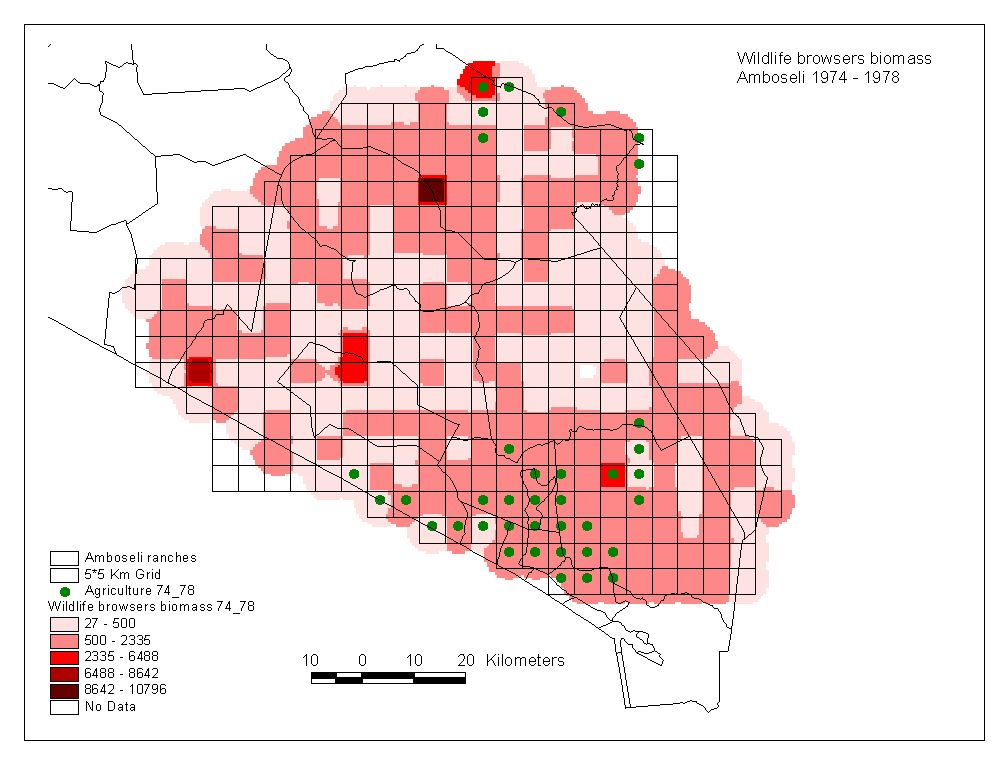 Wildlife browsers biomass
Amboseli 1974 - 1978
Amboseli ranches
5*5 Km Grid
Agriculture 74_78
Wildlife browsers biomass 74_78
27 - 500
500 - 2335
2335 - 6488
6488 - 8642
8642 - 10796
No Data
10 0 10 20 Kilometers